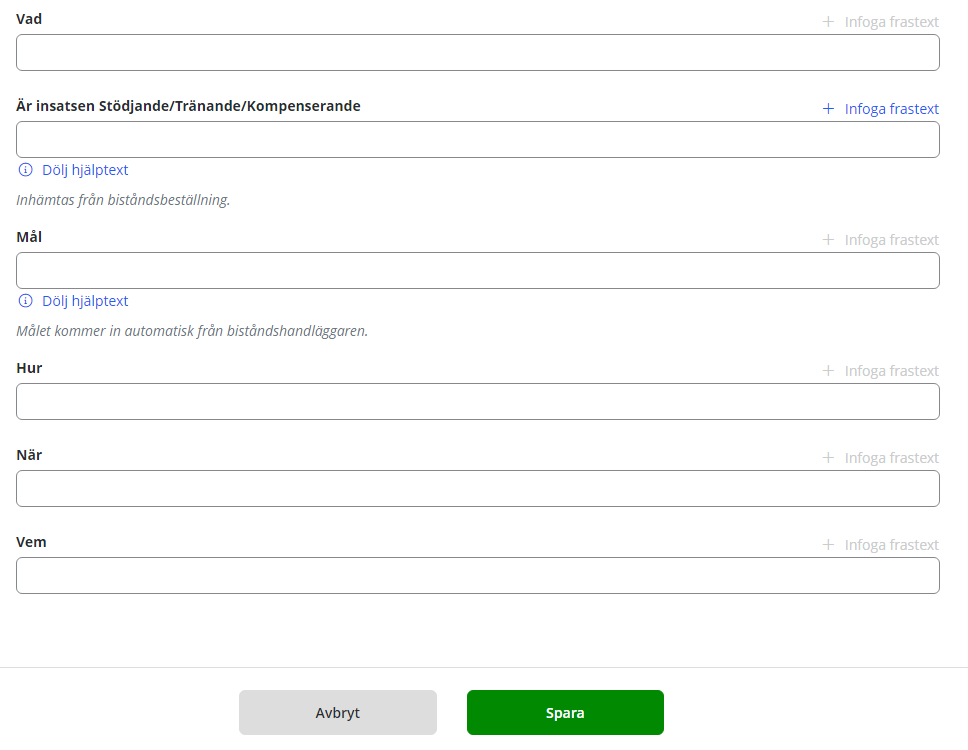 Vad
+ Infoga frastext
Är insatsen Stödjande/Tränande/Kompenserande
+ Infoga frastext
Dölj hjälptext
Inhämtas från biståndsbeställning.
Mål
+ Infoga frastext
Dölj hjälptext
Målet kommer in automatisk från biståndshandläggaren.
Hur
+ Infoga frastext
När
+ Infoga frastext
Vem
+ Infoga frastext
Avbryt
Spara